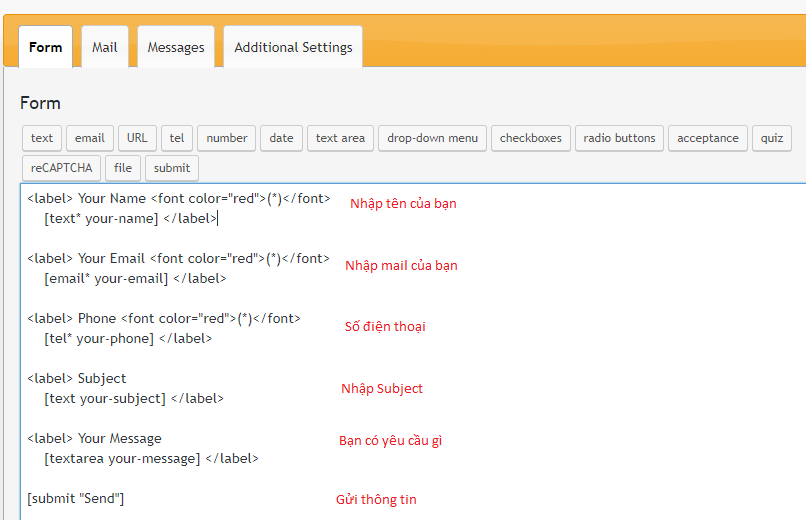 Form Mail Messages Additional Settings
Form
text email URL tel number date text area drop-down menu checkboxes radio buttons acceptance quiz
reCAPTCHA file submit
<label> Your Name <font color="red">(*)</font> Nhập tên của bạn
[text* your-name] </label>
<label> Your Email <font color="red">(*)</font> Nhập mail của bạn
[email* your-email] </label>
<label> Phone <font color="red">(*)</font> Số điện thoại
[tel* your-phone] </label>
<label> Subject Nhập Subject
[text your-subject] </label>
<label> Your Message Bạn có yêu cầu gì
[textarea your-message] </label>
[submit "Send"] Gửi thông tin